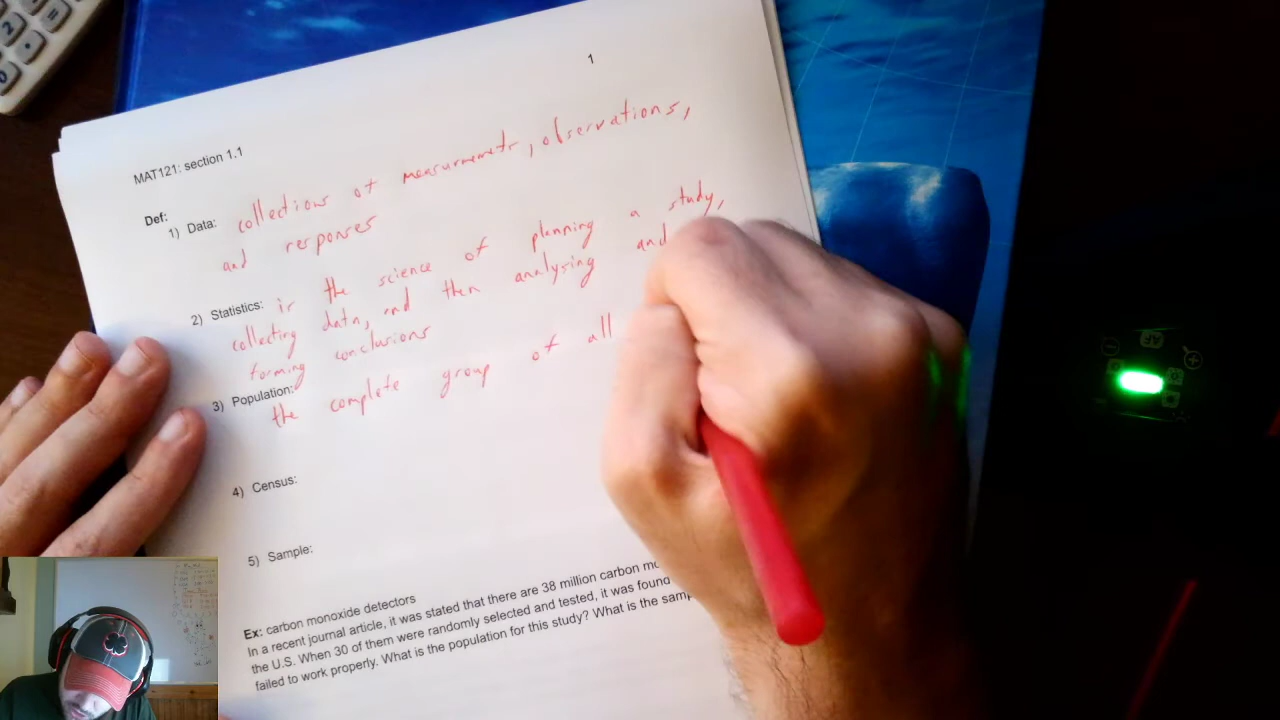 1
MAT121: section 1.1
Def:
1) Data: collections of measurments, observations,
and responses
2) Statistics: is the science of planning a study,
collecting data, and then analysing and
forming conclusions
3) Population:
the complete group of all
4) Census:
5) Sample:
Ex: carbon monoxide detectors
In a recent journal article, it was stated that there are 38 million carbon mo
the U.S. When 30 of them were randomly selected and tested, it was found
failed to work properly. What is the population for this study? What is the samp